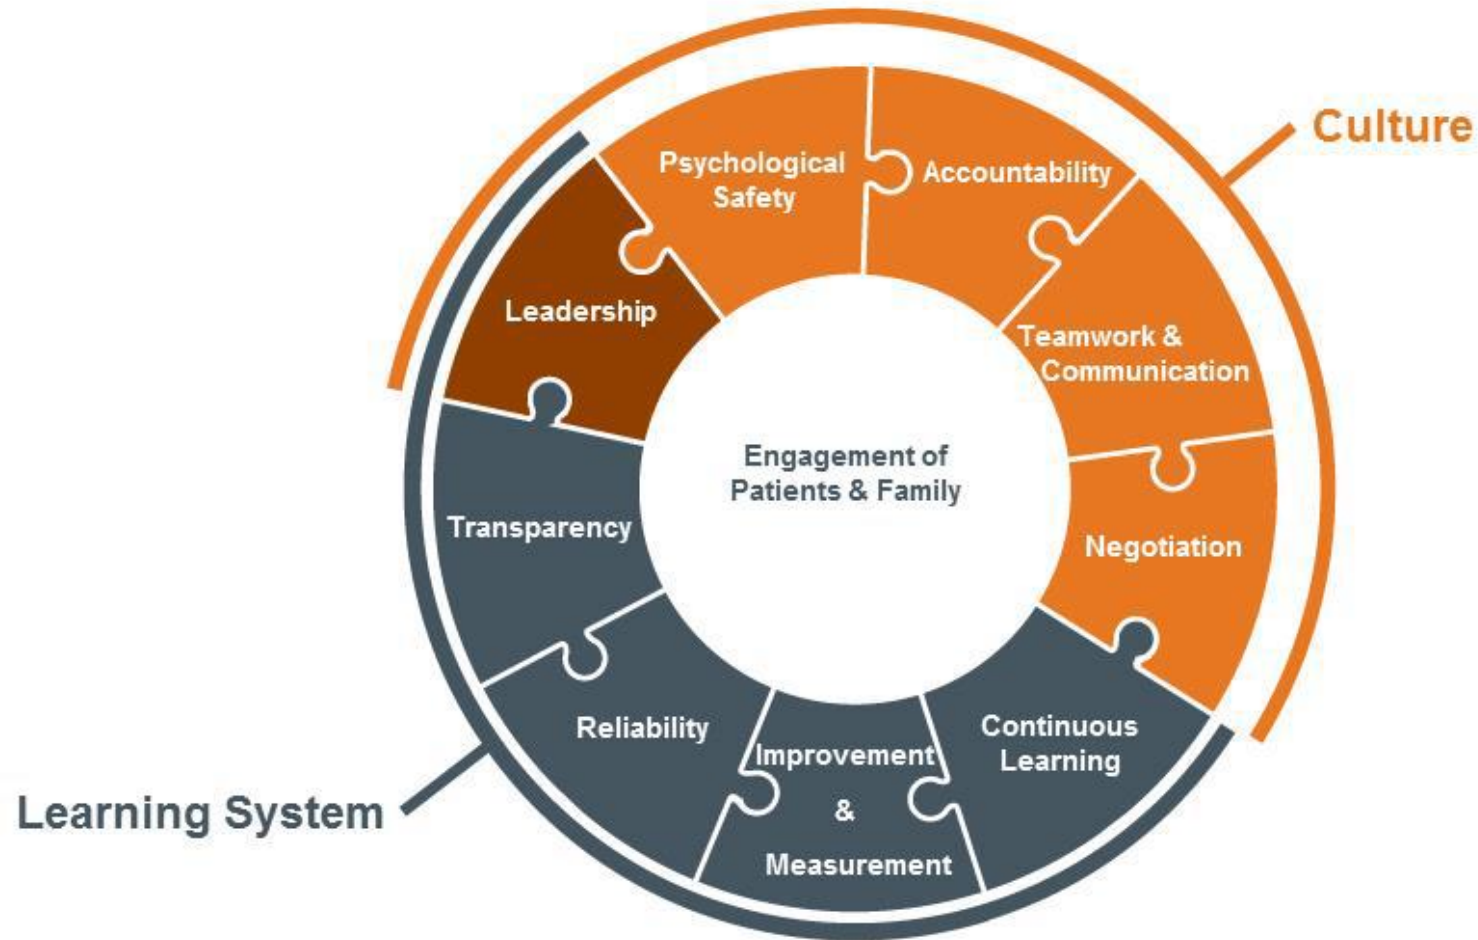 Culture
Psychological
Safety
Accountability
Leadership
Teamwork &
Communication
Engagement of
Patients & Family
Transparency
Negotiation
Reliability
Improvement
&
Measurement
Continuous
Learning
Learning System